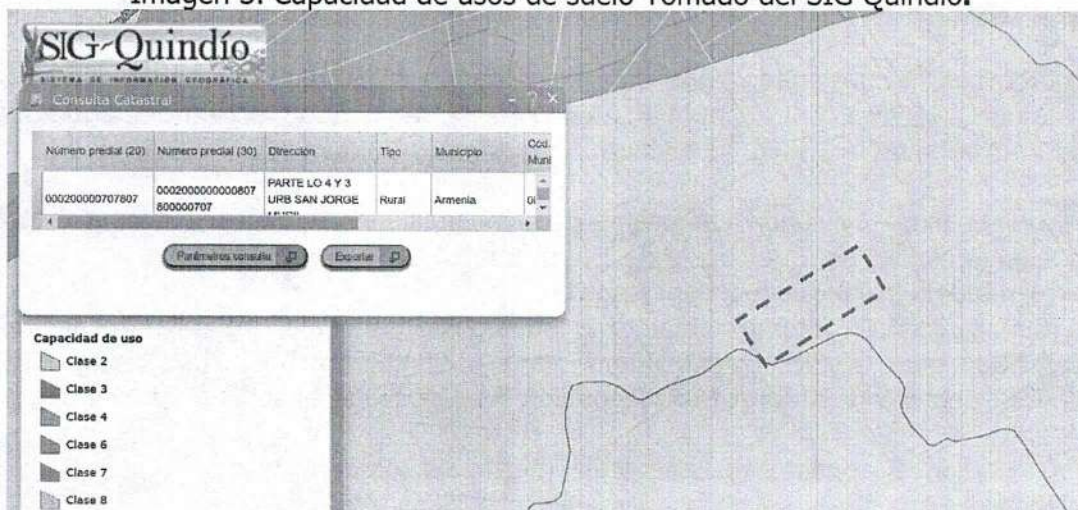 Imagen 3. Capacidad de usos de suelo Tomado del SIG Quindío.
SIG-Quindío
SISTEMA DE INFORMACIÓN GEOGRÁFICA
Consulta Catastral
Número predial (20) Número predial (30) Dirección Tipo Municipio Cód. Muni
000200000707807 0002000000000807 800000707 PARTE LO 4 Y 3 URB SAN JORGE Rural Armenia
Parámetros consulta Exportar
Capacidad de uso
Clase 2
Clase 3
Clase 4
Clase 6
Clase 7
Clase 8